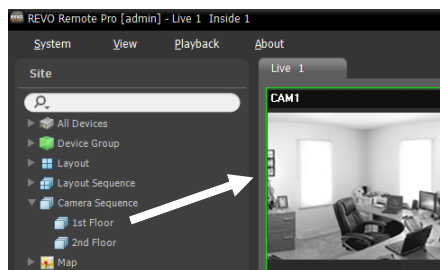 REVO REVO Remote Pro [admin] - Live 1 Inside 1
System View Playback About
Site
Live 1
CAM1
All Devices
Device Group
Layout
Layout Sequence
Camera Sequence
1st Floor
2nd Floor
Map